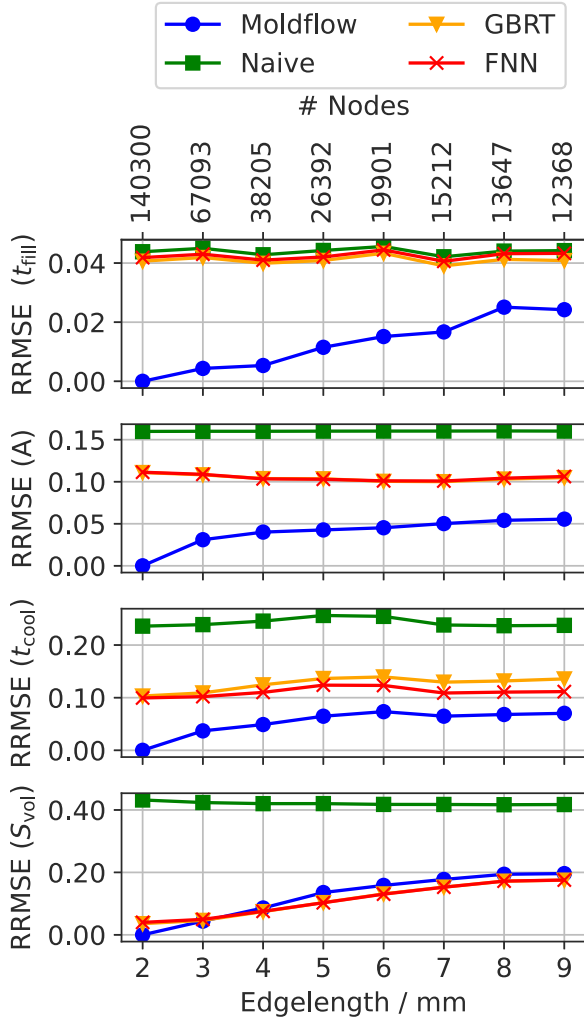 Moldflow GBRT
Naive FNN
# Nodes
140300 67093 38205 26392 19901 15212 13647 12368
RRMSE (t_fill)
0.04
0.02
0.00
RRMSE (A)
0.15
0.10
0.05
0.00
RRMSE (t_cool)
0.20
0.10
0.00
RRMSE (S_vol)
0.40
0.20
0.00
2 3 4 5 6 7 8 9
Edgelength / mm